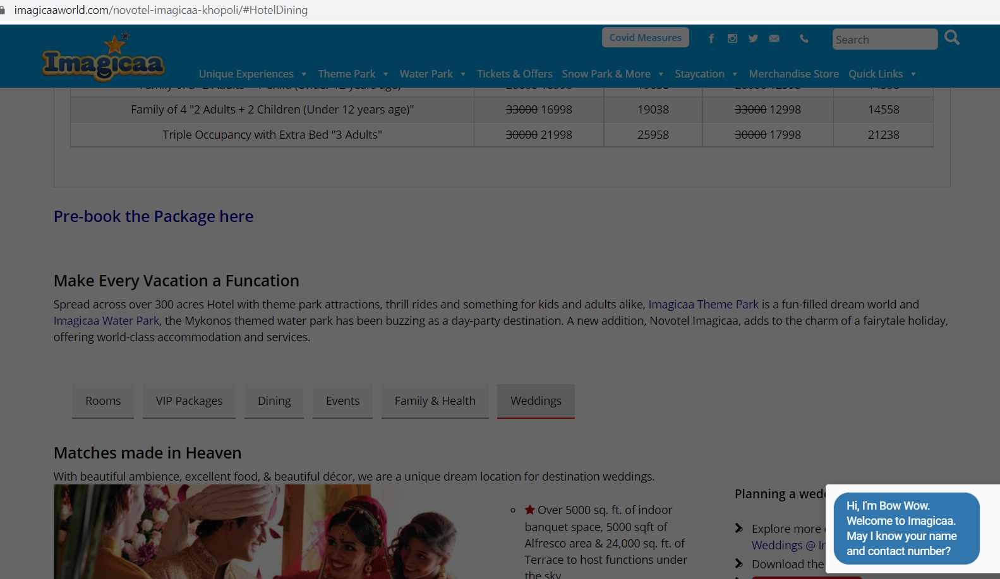 imagicaaworld.com/novotel-imagicaa-khopoli/#HotelDining
Covid Measures
Search
Imagicaa
Unique Experiences Theme Park Water Park Tickets & Offers Snow Park & More Staycation Merchandise Store Quick Links
Family of 4 "2 Adults + 2 Children (Under 12 years age)" 33000 16998 19038 33000 12998 14558
Triple Occupancy with Extra Bed "3 Adults" 30000 21998 25958 30000 17998 21238
Pre-book the Package here
Make Every Vacation a Funcation
Spread across over 300 acres Hotel with theme park attractions, thrill rides and something for kids and adults alike, Imagicaa Theme Park is a fun-filled dream world and
Imagicaa Water Park, the Mykonos themed water park has been buzzing as a day-party destination. A new addition, Novotel Imagicaa, adds to the charm of a fairytale holiday,
offering world-class accommodation and services.
Rooms VIP Packages Dining Events Family & Health Weddings
Matches made in Heaven
With beautiful ambience, excellent food, & beautiful décor, we are a unique dream location for destination weddings.
Over 5000 sq. ft. of indoor
banquet space, 5000 sqft of
Alfresco area & 24,000 sq. ft. of
Terrace to host functions under
the sky
Planning a
Explore more
Weddings @
Download the
Hi, I'm Bow Wow.
Welcome to Imagicaa.
May I know your name
and contact number?